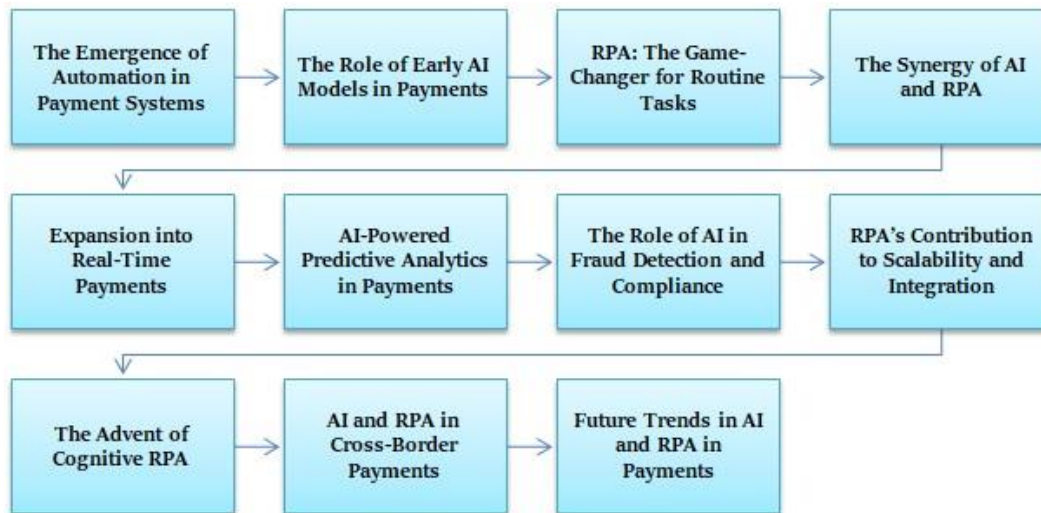 The Emergence of
Automation in
Payment Systems
The Role of Early AI
Models in Payments
RPA: The Game-
Changer for Routine
Tasks
The Synergy of AI
and RPA
Expansion into
Real-Time
Payments
AI-Powered
Predictive Analytics
in Payments
The Role of AI in
Fraud Detection and
Compliance
RPA's Contribution
to Scalability and
Integration
The Advent of
Cognitive RPA
AI and RPA in
Cross-Border
Payments
Future Trends in AI
and RPA in
Payments